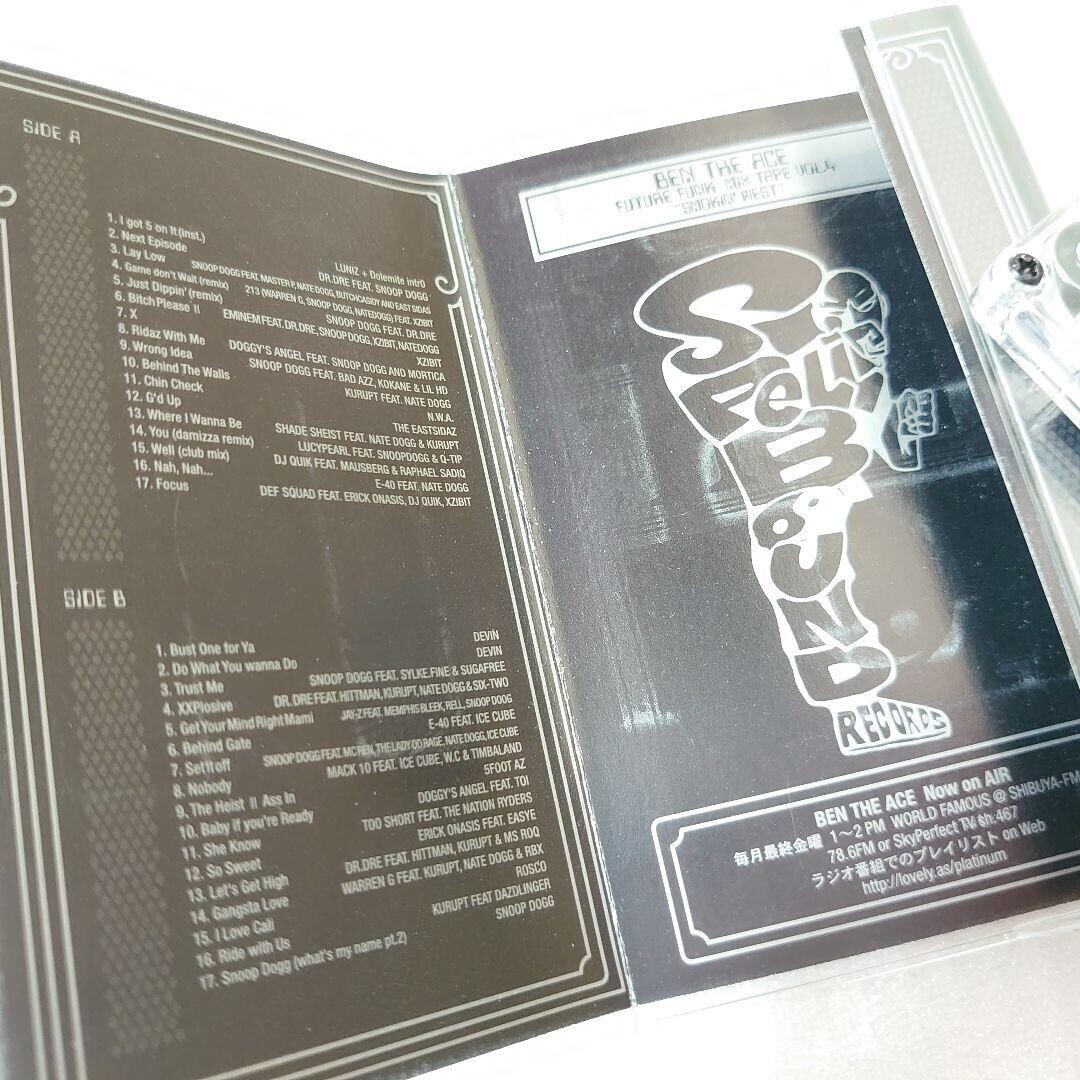 SIDE A
1. I got 5 on It (inst.) LUNIZ + Dolemite intro
2. Next Episode DR.DRE FEAT. SNOOP DOGG
3. Lay Low SNOOP DOGG FEAT. MASTER P, NATE DOGG, BUTCHCASIDY AND EAST SIDAS
4. Game don't Wait (remix) 213 (WARREN G, SNOOP DOGG, NATEDOGG) FEAT. XZIBIT
5. Just Dippin' (remix) SNOOP DOGG FEAT. DR.DRE
6. Bitch Please II EMINEM FEAT. DR.DRE, SNOOP DOGG, XZIBIT, NATEDOGG
7. X XZIBIT
8. Ridaz With Me DOGGY'S ANGEL FEAT. SNOOP DOGG AND MORTICA
9. Wrong Idea SNOOP DOGG FEAT. BAD AZZ, KOKANE & LIL HD
10. Behind The Walls KURUPT FEAT. NATE DOGG
11. Chin Check N.W.A.
12. G'd Up THE EASTSIDAZ
13. Where I Wanna Be SHADE SHEIST FEAT. NATE DOGG & KURUPT
14. You (damizza remix) LUCYPEARL FEAT. SNOOPDOGG & Q-TIP
15. Well (club mix) DJ QUIK FEAT. MAUSBERG & RAPHAEL SADIQ
16. Nah, Nah... E-40 FEAT. NATE DOGG
17. Focus DEF SQUAD FEAT. ERICK ONASIS, DJ QUIK, XZIBIT
SIDE B
1. Bust One for Ya DEVIN
2. Do What You wanna Do DEVIN
3. Trust Me SNOOP DOGG FEAT. SYLKE.FINE & SUGAFREE
4. XXPlosive DR. DRE FEAT. HITTMAN, KURUPT, NATE DOGG & SIX-TWO
5. Get Your Mind Right Mami JAY-Z FEAT. MEMPHIS BLEEK, RELL, SNOOP DOOG
6. Behind Gate E-40 FEAT. ICE CUBE
7. Set it off SNOOP DOGG FEAT. MC REN, THE LADY OD RAGE, NATE DOGG, ICE CUBE
8. Nobody MACK 10 FEAT. ICE CUBE, W.C & TIMBALAND
9. The Heist II Ass In 5FOOT AZ
10. Baby if you're Ready DOGGY'S ANGEL FEAT. TOI
11. She Know TOO SHORT FEAT. THE NATION RYDERS
12. So Sweet ERICK ONASIS FEAT. EASYE
13. Let's Get High DR.DRE FEAT. HITTMAN, KURUPT & MS ROQ
14. Gangsta Love WARREN G FEAT. KURUPT, NATE DOGG & RBX
15. I Love Cali ROSCO
16. Ride with Us KURUPT FEAT DAZDLINGER
17. Snoop Dogg (what's my name pt.2) SNOOP DOGG
BEN THE ACE
FUTURE FUNK MIX TAPE VOL.4
"SMOKIN' WEST"
RECORDS
BEN THE ACE Now on AIR
毎月最終金曜 1〜2 PM WORLD FAMOUS @ SHIBUYA-FM
78.6FM or SkyPerfect TV. ch.467
ラジオ番組でのプレイリスト on Web
http://lovely.as/platinum